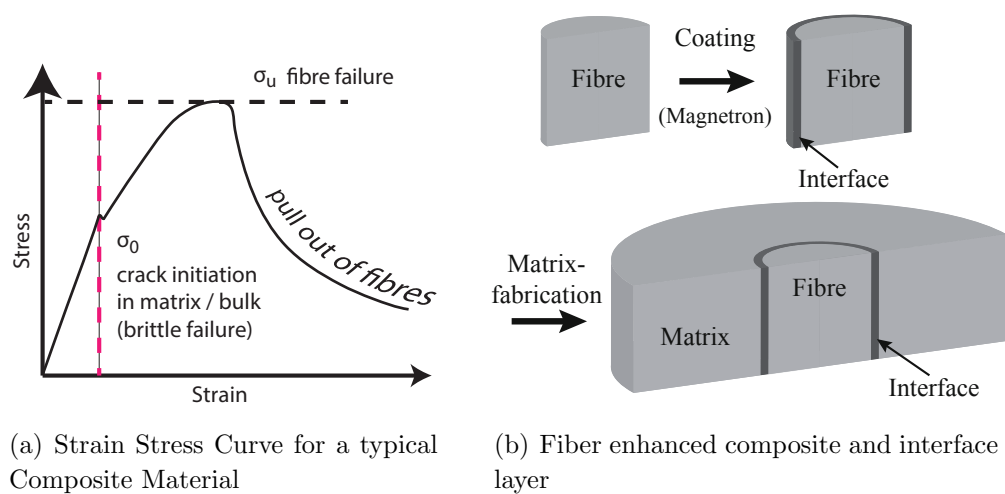 σu fibre failure
Stress
σ0
crack initiation
in matrix / bulk
(brittle failure)
pull out of fibres
Strain
(a) Strain Stress Curve for a typical
Composite Material
Fibre
Coating
(Magnetron)
Fibre
Interface
Matrix-
fabrication
Fibre
Matrix
Interface
(b) Fiber enhanced composite and interface
layer